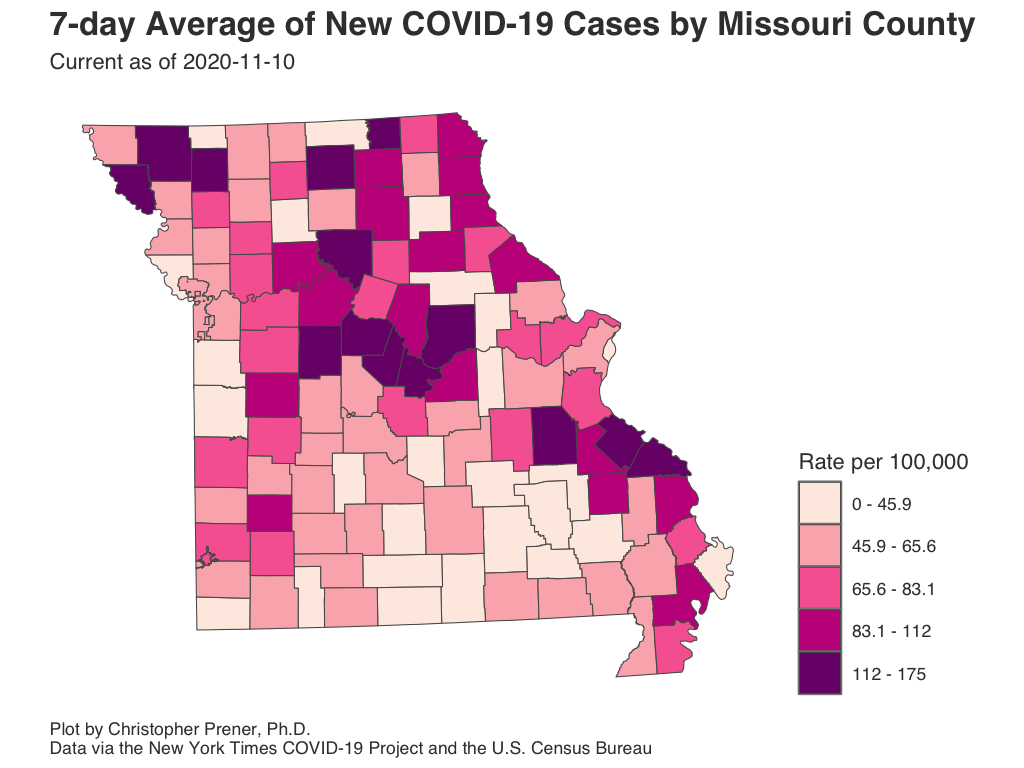 7-day Average of New COVID-19 Cases by Missouri County
Current as of 2020-11-10
Rate per 100,000
0 - 45.9
45.9 - 65.6
65.6 - 83.1
83.1 - 112
112 - 175
Plot by Christopher Prener, Ph.D.
Data via the New York Times COVID-19 Project and the U.S. Census Bureau